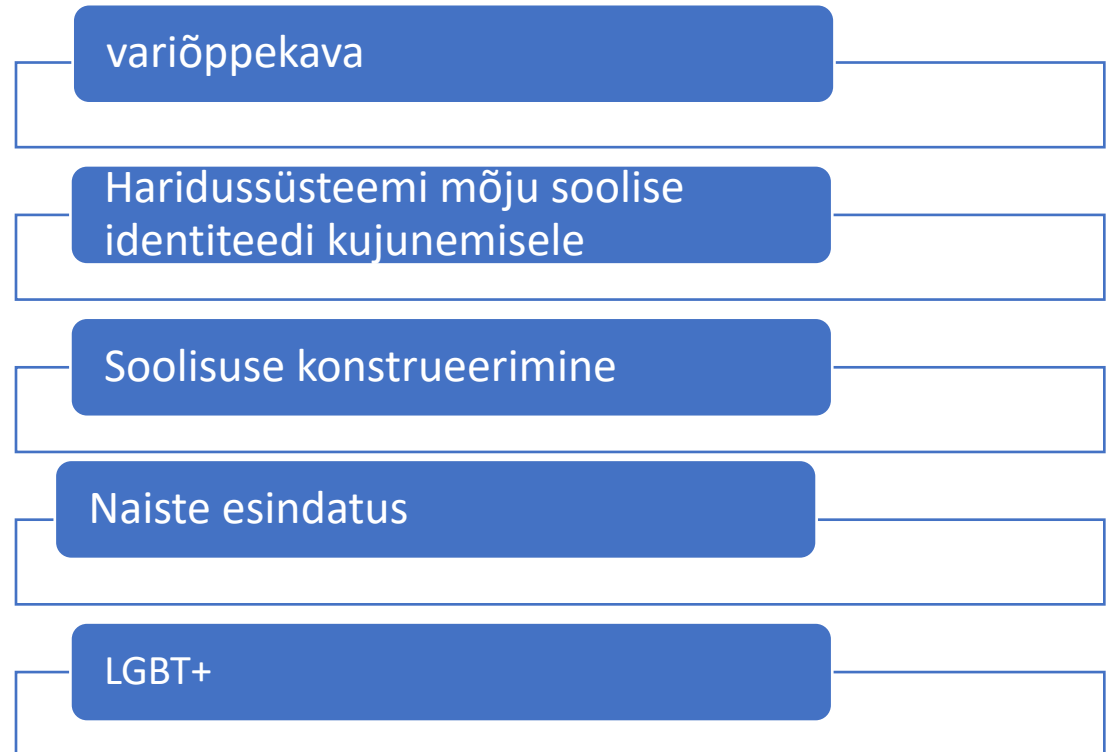 variõppekava
Haridussüsteemi mõju soolise
identiteedi kujunemisele
Soolisuse konstrueerimine
Naiste esindatus
LGBT+